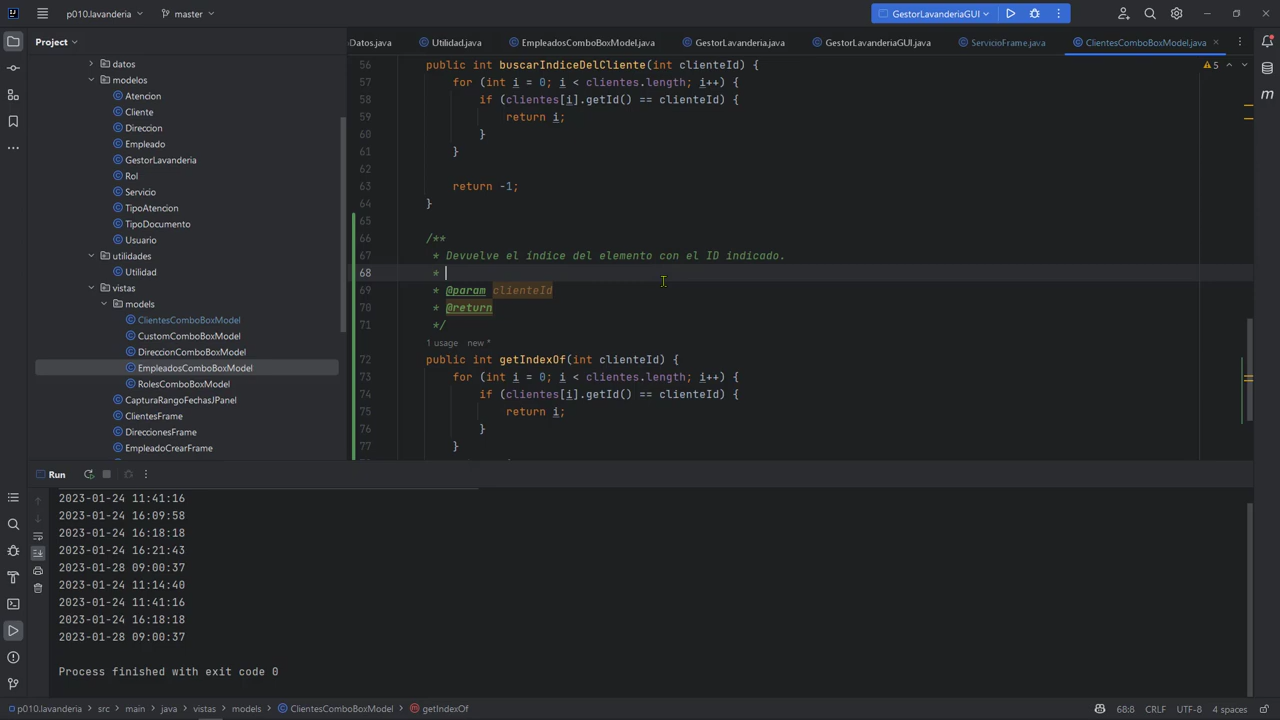 p010.lavanderia
master
GestorLavanderiaGUI
Project
Datos.java
Utilidad.java
EmpleadosComboBoxModel.java
GestorLavanderia.java
GestorLavanderiaGUI.java
ServicioFrame.java
ClientesComboBoxModel.java
datos
modelos
Atencion
Cliente
Direccion
Empleado
GestorLavanderia
Rol
Servicio
TipoAtencion
TipoDocumento
Usuario
utilidades
Utilidad
vistas
models
ClientesComboBoxModel
CustomComboBoxModel
DireccionComboBoxModel
EmpleadosComboBoxModel
RolesComboBoxModel
CapturaRangoFechasJPanel
ClientesFrame
DireccionesFrame
EmpleadoCrearFrame
5
56 public int buscarIndiceDelCliente(int clienteId) {
57 for (int i = 0; i < clientes.length; i++) {
58 if (clientes[i].getId() == clienteId) {
59 return i;
60 }
61 }
62
63 return -1;
64 }
65
66 /**
67 * Devuelve el indice del elemento con el ID indicado.
68 *
69 * @param clienteId
70 * @return
71 */
1 usage new *
72 public int getIndexOf(int clienteId) {
73 for (int i = 0; i < clientes.length; i++) {
74 if (clientes[i].getId() == clienteId) {
75 return i;
76 }
77 }
Run
2023-01-24 11:41:16
2023-01-24 16:09:58
2023-01-24 16:18:18
2023-01-24 16:21:43
2023-01-28 09:00:37
2023-01-24 11:14:40
2023-01-24 11:41:16
2023-01-24 16:18:18
2023-01-28 09:00:37
Process finished with exit code 0
p010.lavanderia > src > main > java > vistas > models > ClientesComboBoxModel > getIndexOf
68:8 CRLF UTF-8 4 spaces